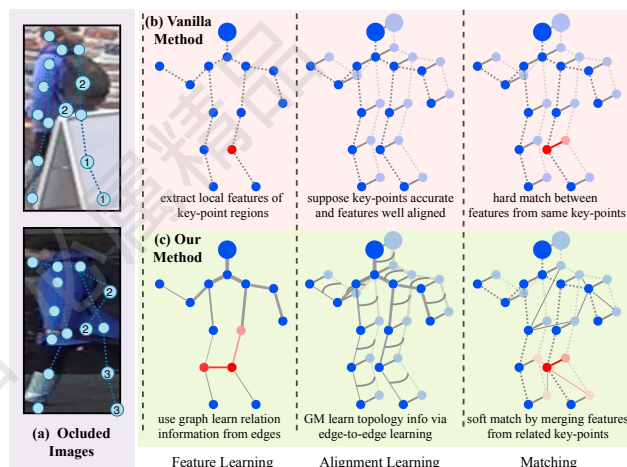 (b) Vanilla
Method
extract local features of
key-point regions
suppose key-points accurate
and features well aligned
hard match between
features from same key-points
2
2
1
1
(c) Our
Method
use graph learn relation
information from edges
GM learn topology info via
edge-to-edge learning
soft match by merging features
from related key-points
2
2
3
3
(a) Ocluded
Images
Feature Learning
Alignment Learning
Matching